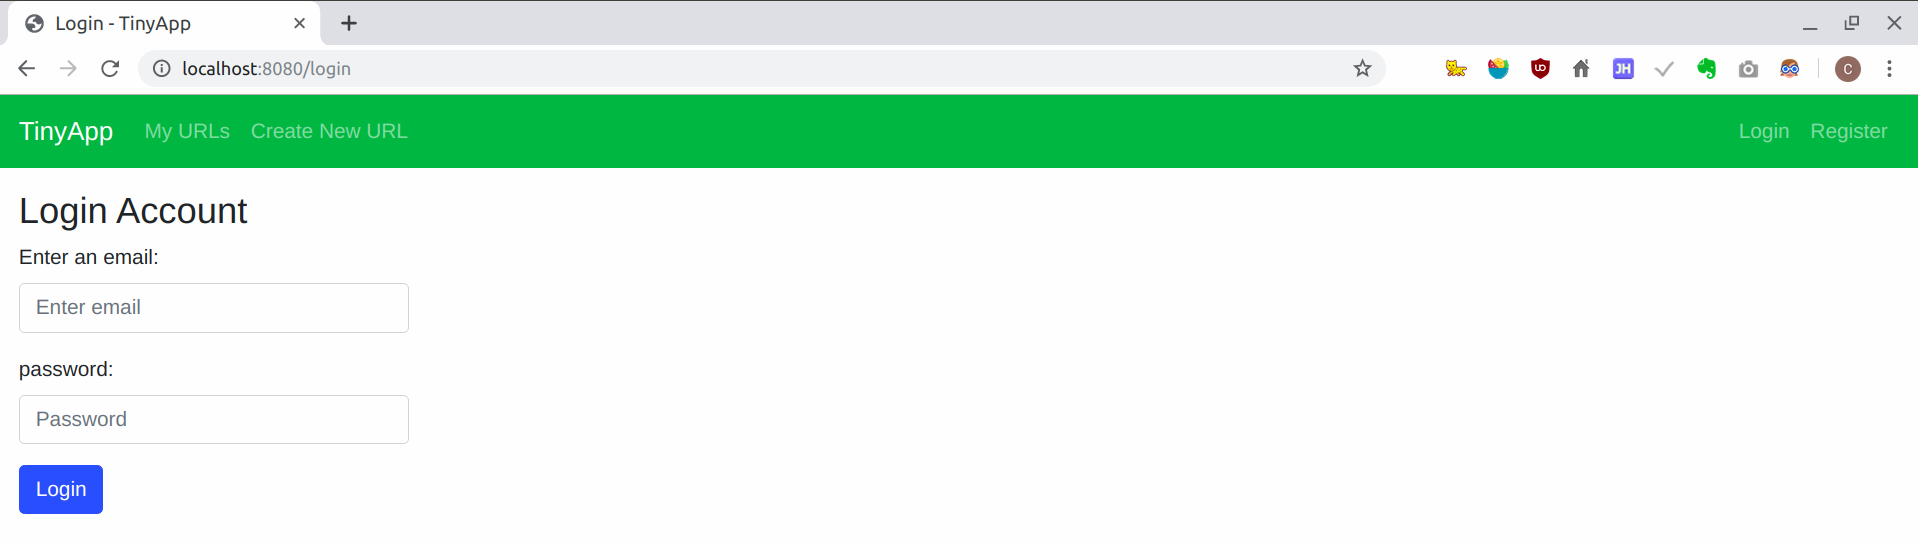 Login - TinyApp
localhost:8080/login
JH
C
TinyApp My URLs Create New URL Login Register
Login Account
Enter an email:
Enter email
password:
Password
Login